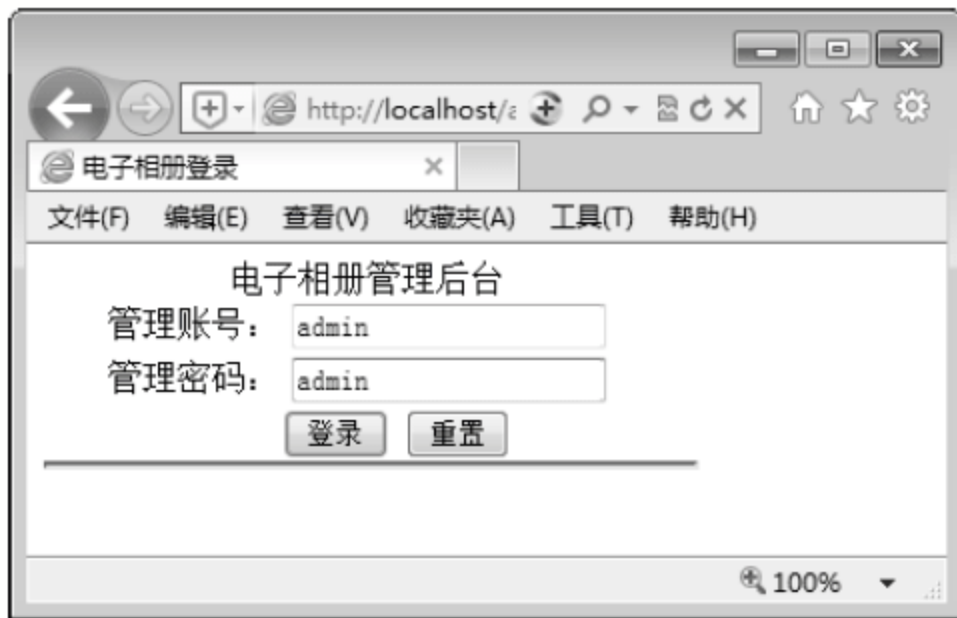 http://localhost/a
电子相册登录
文件(F) 编辑(E) 查看(V) 收藏夹(A) 工具(T) 帮助(H)
电子相册管理后台
管理账号： admin
管理密码： admin
登录 重置
100%